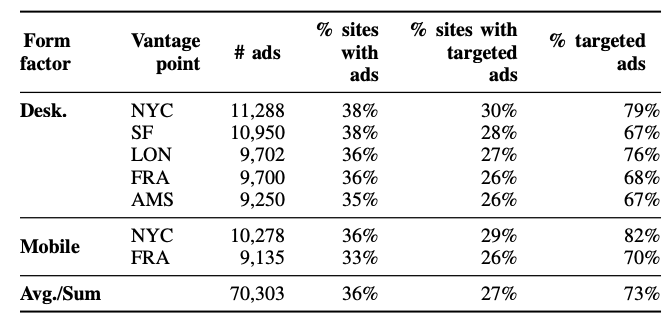 Form factor Vantage point # ads % sites with ads % sites with targeted ads % targeted ads
Desk. NYC 11,288 38% 30% 79%
SF 10,950 38% 28% 67%
LON 9,702 36% 27% 76%
FRA 9,700 36% 26% 68%
AMS 9,250 35% 26% 67%
Mobile NYC 10,278 36% 29% 82%
FRA 9,135 33% 26% 70%
Avg./Sum 70,303 36% 27% 73%